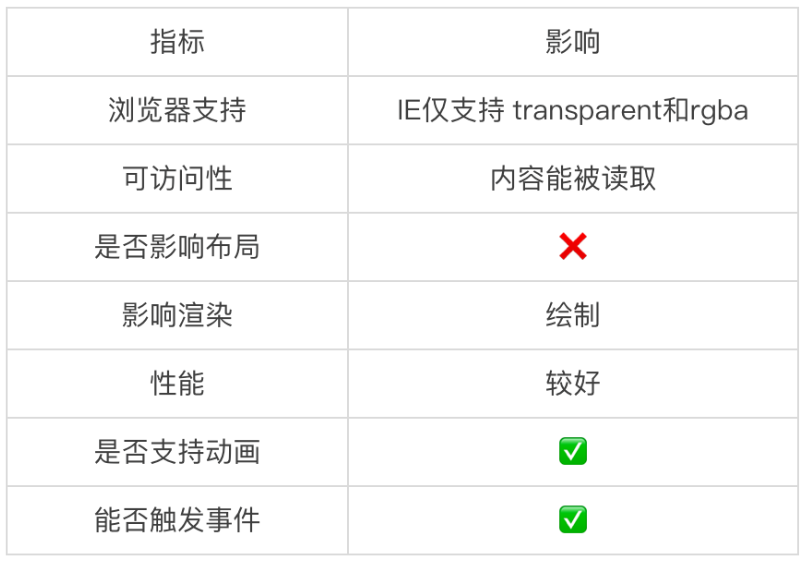 指标 影响
浏览器支持 IE仅支持 transparent和rgba
可访问性 内容能被读取
是否影响布局 ❌
影响渲染 绘制
性能 较好
是否支持动画 ✅
能否触发事件 ✅